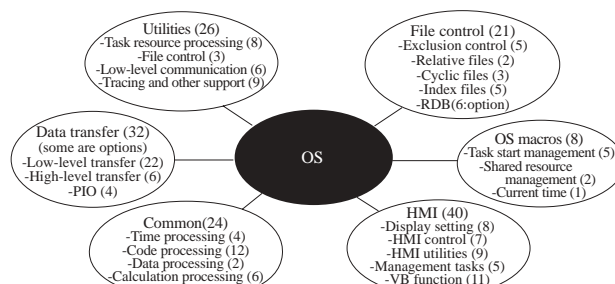 Utilities (26)
-Task resource processing (8)
-File control (3)
-Low-level communication (6)
-Tracing and other support (9)
File control (21)
-Exclusion control (5)
-Relative files (2)
-Cyclic files (3)
-Index files (5)
-RDB(6:option)
Data transfer (32)
(some are options)
-Low-level transfer (22)
-High-level transfer (6)
-PIO (4)
OS
OS macros (8)
-Task start management (5)
-Shared resource
management (2)
-Current time (1)
Common(24)
-Time processing (4)
-Code processing (12)
-Data processing (2)
-Calculation processing (6)
HMI (40)
-Display setting (8)
-HMI control (7)
-HMI utilities (9)
-Management tasks (5)
-VB function (11)